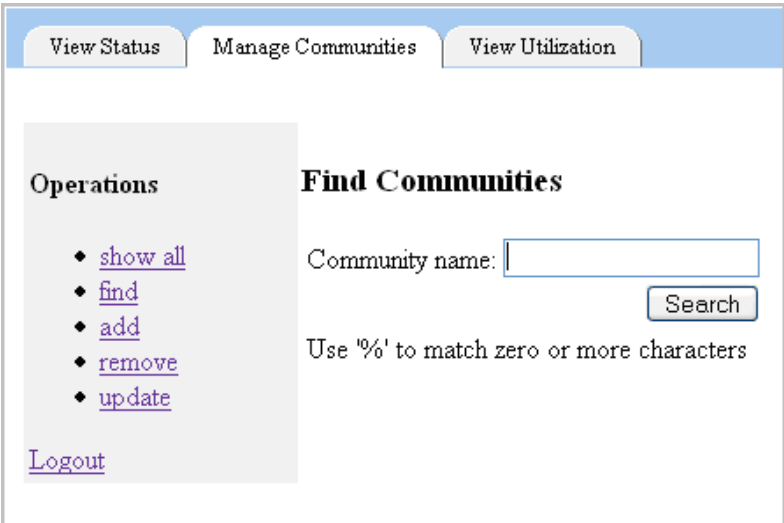 View Status
Manage Communities
View Utilization
Operations
show all
find
add
remove
update
Logout
Find Communities
Community name:
Search
Use '%' to match zero or more characters